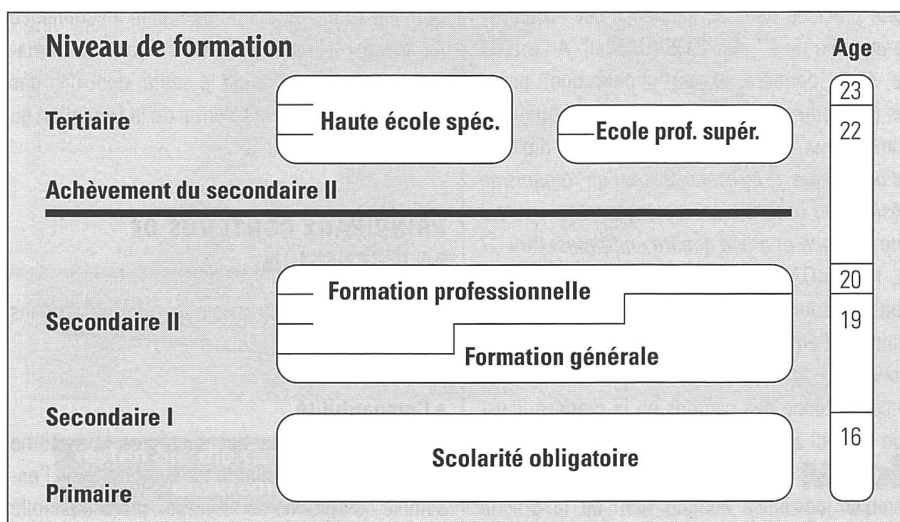 Niveau de formation
Age
23
Tertiaire
Haute école spéc.
Ecole prof. supér.
22
Achèvement du secondaire II
20
Formation professionnelle
Secondaire II
19
Formation générale
Secondaire I
16
Scolarité obligatoire
Primaire